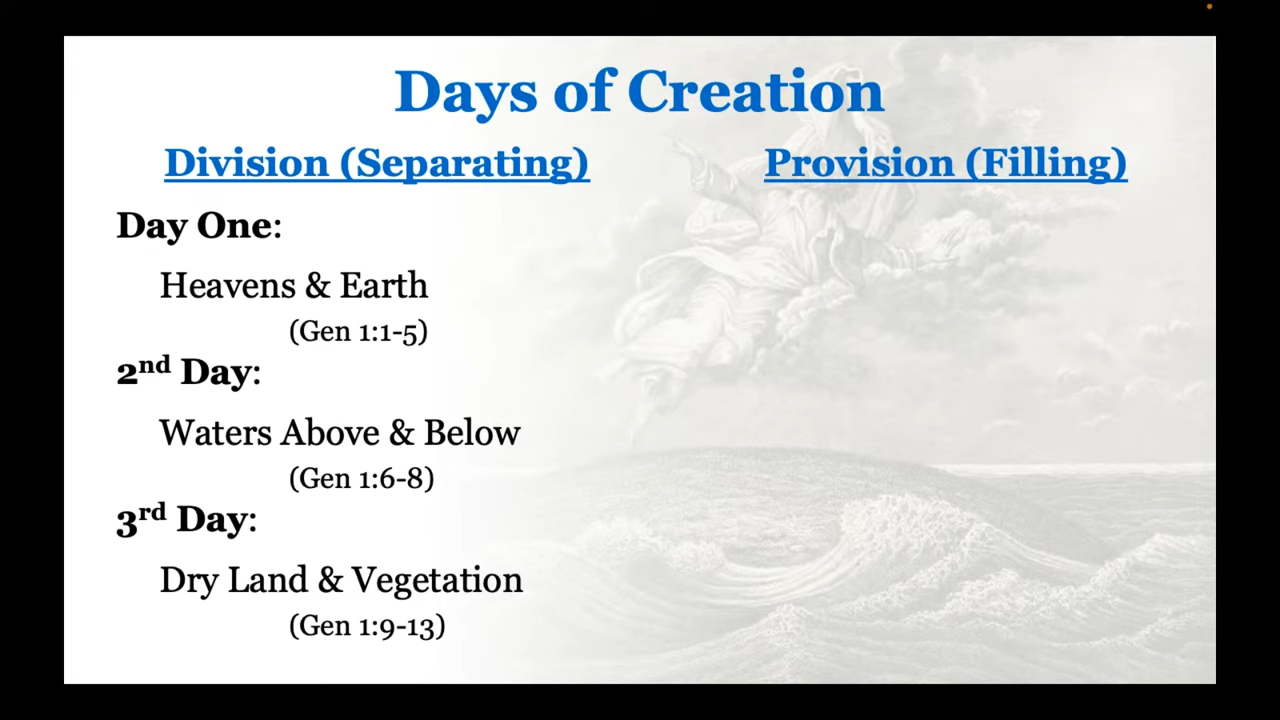 Days of Creation
Division (Separating)
Provision (Filling)
Day One:
Heavens & Earth
(Gen 1:1-5)
2nd Day:
Waters Above & Below
(Gen 1:6-8)
3rd Day:
Dry Land & Vegetation
(Gen 1:9-13)